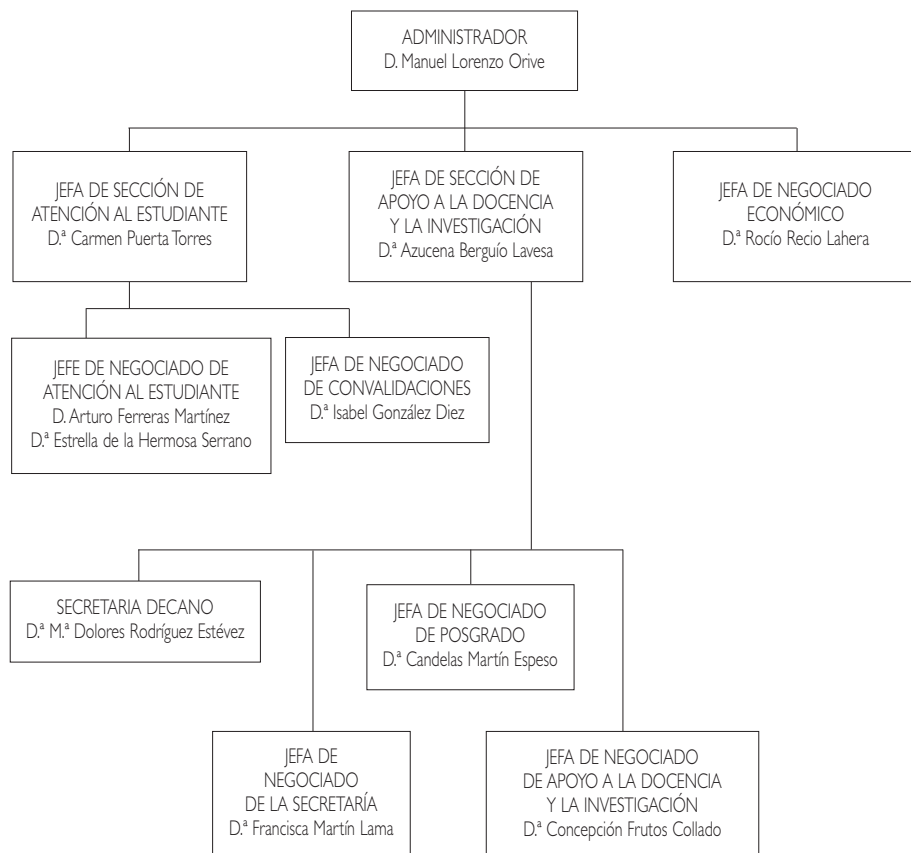 ADMINISTRADOR
D. Manuel Lorenzo Orive
JEFA DE SECCIÓN DE
ATENCIÓN AL ESTUDIANTE
D.ª Carmen Puerta Torres
JEFA DE SECCIÓN DE
APOYO A LA DOCENCIA
Y LA INVESTIGACIÓN
D.ª Azucena Berguío Lavesa
JEFA DE NEGOCIADO
ECONÓMICO
D.ª Rocío Recio Lahera
JEFE DE NEGOCIADO DE
ATENCIÓN AL ESTUDIANTE
D. Arturo Ferreras Martínez
D.ª Estrella de la Hermosa Serrano
JEFA DE NEGOCIADO
DE CONVALIDACIONES
D.ª Isabel González Diez
SECRETARIA DECANO
D.ª M.ª Dolores Rodríguez Estévez
JEFA DE NEGOCIADO
DE POSGRADO
D.ª Candelas Martín Espeso
JEFA DE
NEGOCIADO
DE LA SECRETARÍA
D.ª Francisca Martín Lama
JEFA DE NEGOCIADO
DE APOYO A LA DOCENCIA
Y LA INVESTIGACIÓN
D.ª Concepción Frutos Collado